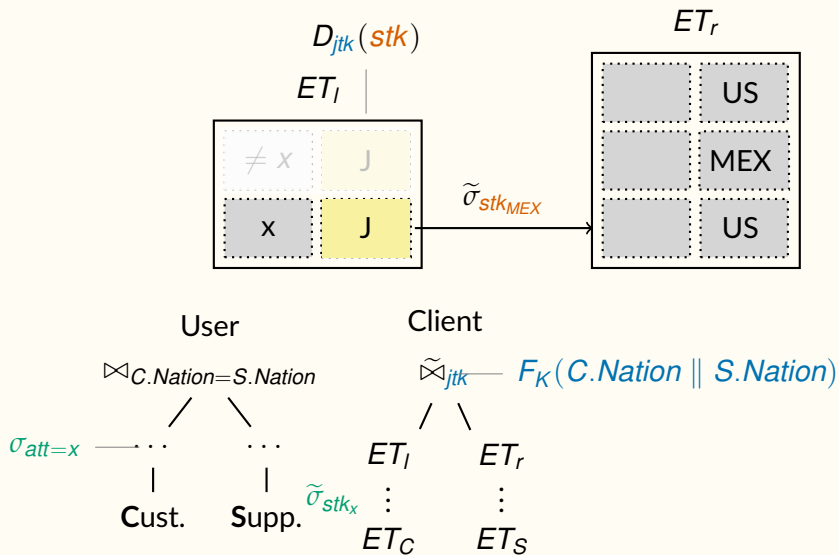 D_jtk(stk)
ET_l
ET_r
≠ x J
x J
σ̃_stk_MEX
US
MEX
US
User
Client
⋈_C.Nation=S.Nation
⋈̃_jtk
F_K(C.Nation ∥ S.Nation)
σ_att=x
· · ·
· · ·
ET_l
ET_r
Cust.
Supp.
σ̃_stk_x
⋮
⋮
ET_C
ET_S